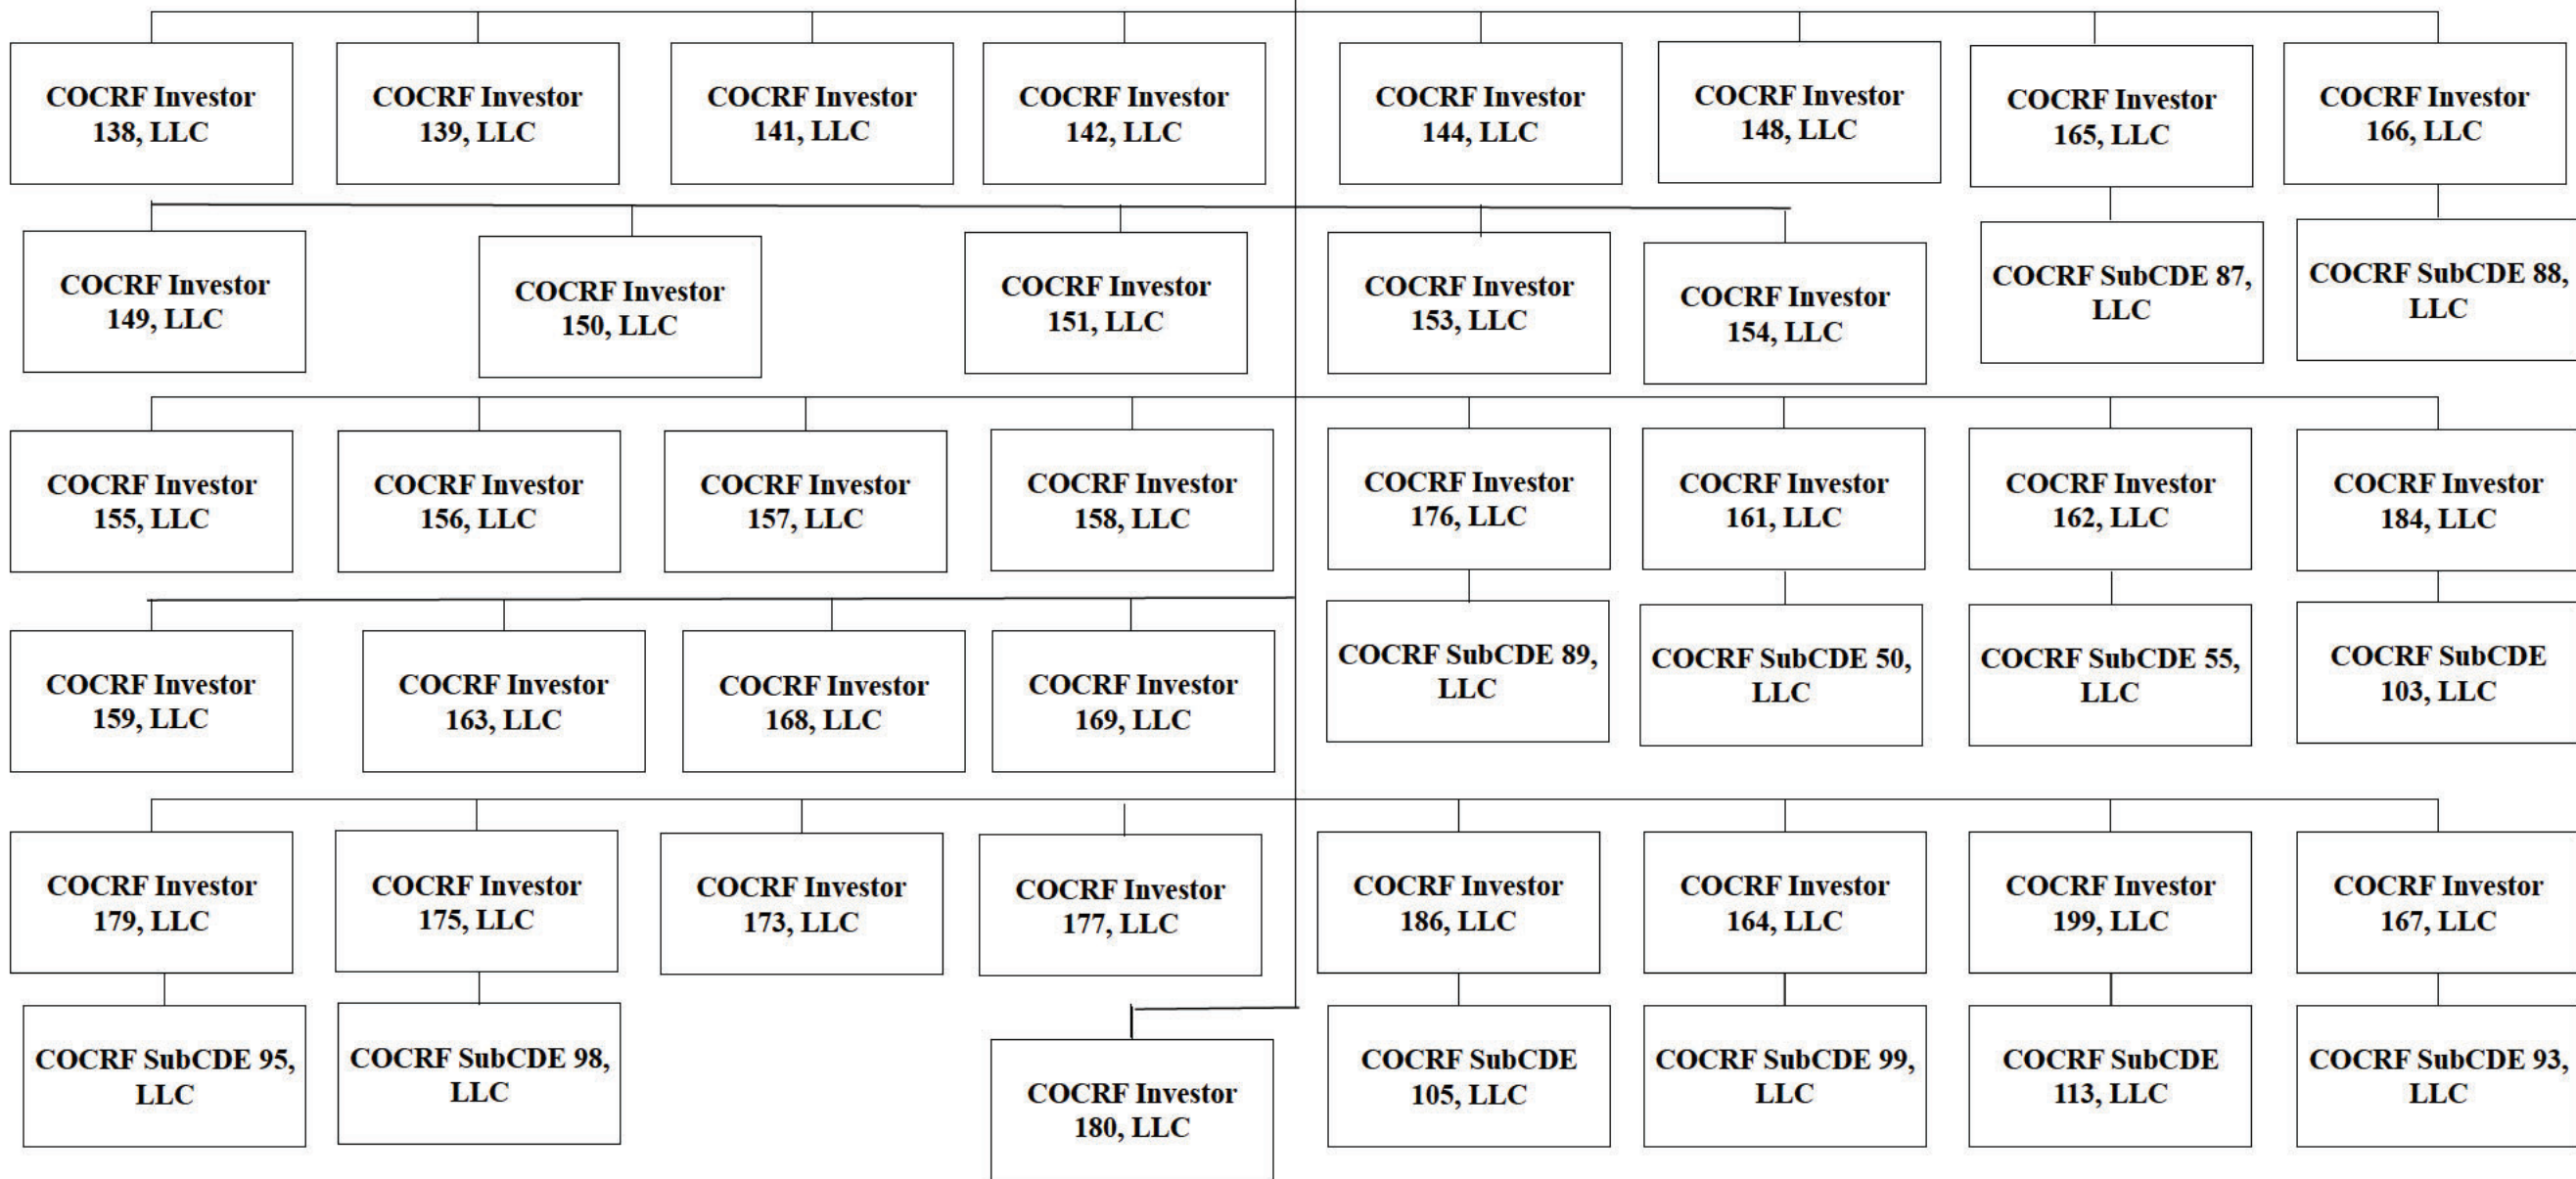 COCRF Investor
138, LLC
COCRF Investor
139, LLC
COCRF Investor
141, LLC
COCRF Investor
142, LLC
COCRF Investor
144, LLC
COCRF Investor
148, LLC
COCRF Investor
165, LLC
COCRF Investor
166, LLC
COCRF Investor
149, LLC
COCRF Investor
150, LLC
COCRF Investor
151, LLC
COCRF Investor
153, LLC
COCRF Investor
154, LLC
COCRF SubCDE 87,
LLC
COCRF SubCDE 88,
LLC
COCRF Investor
155, LLC
COCRF Investor
156, LLC
COCRF Investor
157, LLC
COCRF Investor
158, LLC
COCRF Investor
176, LLC
COCRF Investor
161, LLC
COCRF Investor
162, LLC
COCRF Investor
184, LLC
COCRF Investor
159, LLC
COCRF Investor
163, LLC
COCRF Investor
168, LLC
COCRF Investor
169, LLC
COCRF SubCDE 89,
LLC
COCRF SubCDE 50,
LLC
COCRF SubCDE 55,
LLC
COCRF SubCDE
103, LLC
COCRF Investor
179, LLC
COCRF Investor
175, LLC
COCRF Investor
173, LLC
COCRF Investor
177, LLC
COCRF Investor
186, LLC
COCRF Investor
164, LLC
COCRF Investor
199, LLC
COCRF Investor
167, LLC
COCRF SubCDE 95,
LLC
COCRF SubCDE 98,
LLC
COCRF Investor
180, LLC
COCRF SubCDE
105, LLC
COCRF SubCDE 99,
LLC
COCRF SubCDE
113, LLC
COCRF SubCDE 93,
LLC